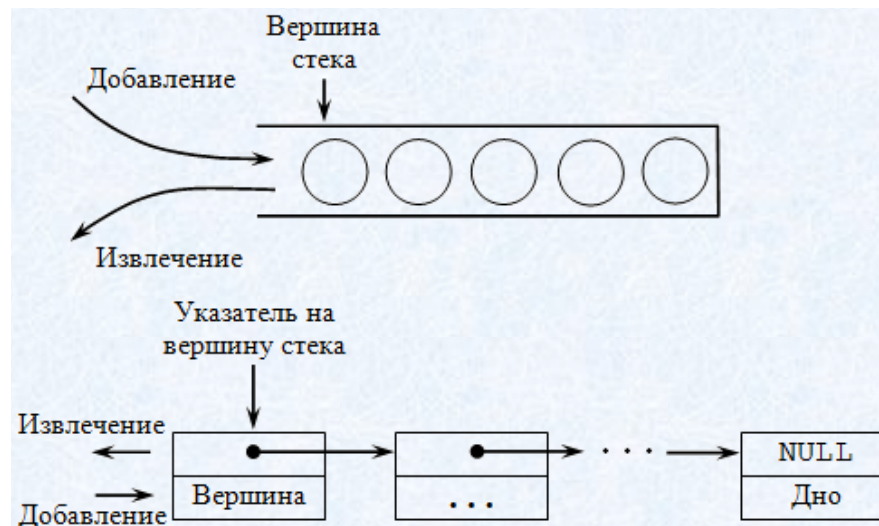 Вершина
стека
Добавление
Извлечение
Указатель на
вершину стека
Извлечение
NULL
Добавление
Вершина
...
Дно